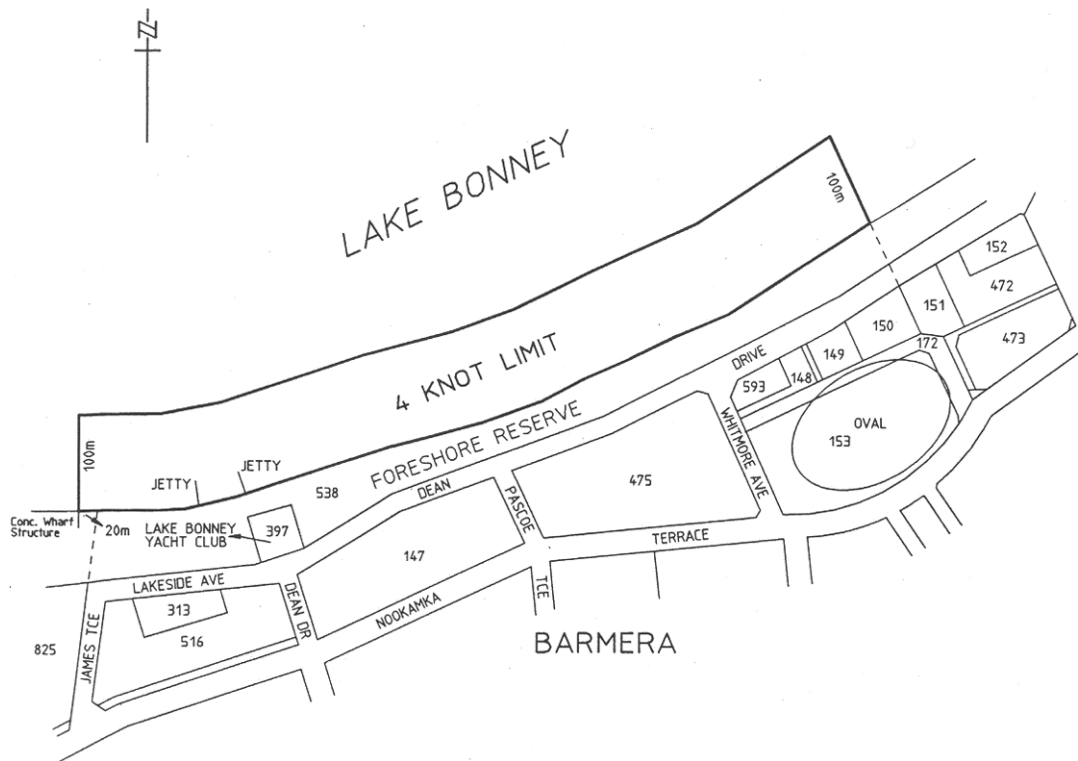 N
LAKE BONNEY
100m
152
472
151
150
4 KNOT LIMIT
DRIVE
149
172
473
148
593
FORESHORE RESERVE
WHITMORE AVE
OVAL
153
100m
JETTY
JETTY
538
DEAN
475
PASCOE
Conc. Wharf
Structure
20m
LAKE BONNEY
YACHT CLUB
397
TERRACE
147
LAKESIDE AVE
DEAN DR
TCE
313
NOOKAMKA
516
825
JAMES TCE
BARMERA